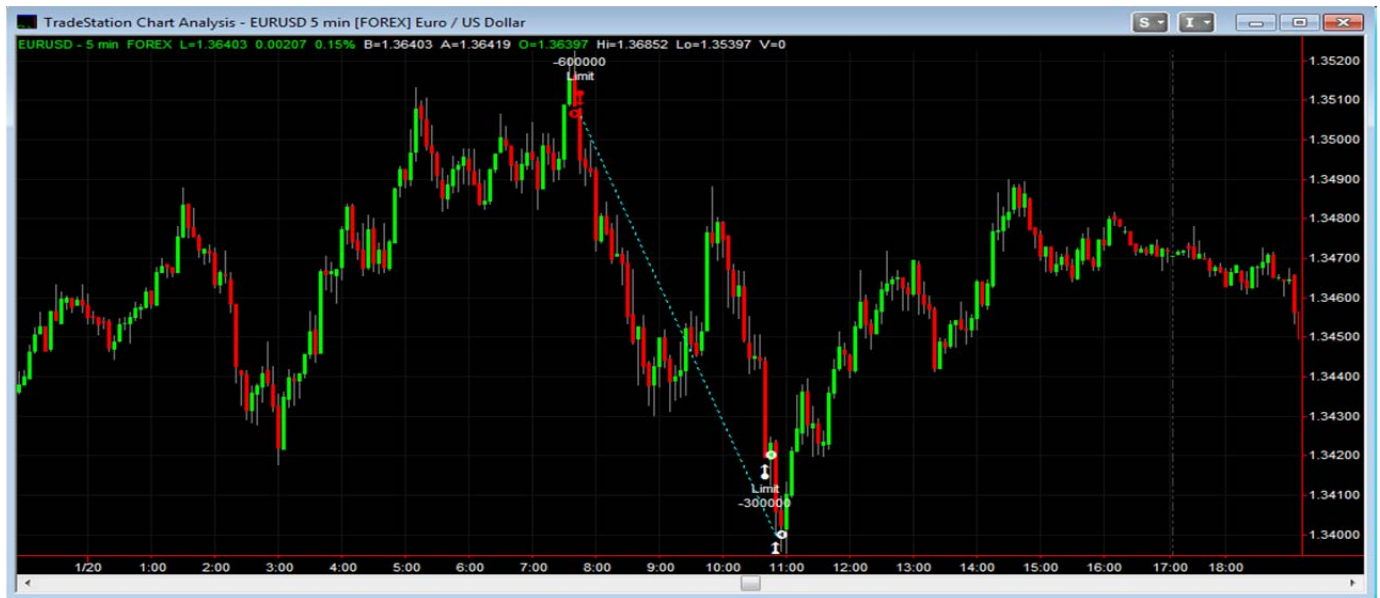 TradeStation Chart Analysis - EURUSD 5 min [FOREX] Euro / US Dollar
S I
EURUSD - 5 min FOREX L=1.36403 0.00207 0.15% B=1.36403 A=1.36419 O=1.36397 Hi=1.36852 Lo=1.35397 V=0
-600000
Limit
1.35200
1.35100
1.35000
1.34900
1.34800
1.34700
1.34600
1.34500
1.34400
1.34300
1.34200
1.34100
1.34000
Limit
-300000
1/20 1:00 2:00 3:00 4:00 5:00 6:00 7:00 8:00 9:00 10:00 11:00 12:00 13:00 14:00 15:00 16:00 17:00 18:00